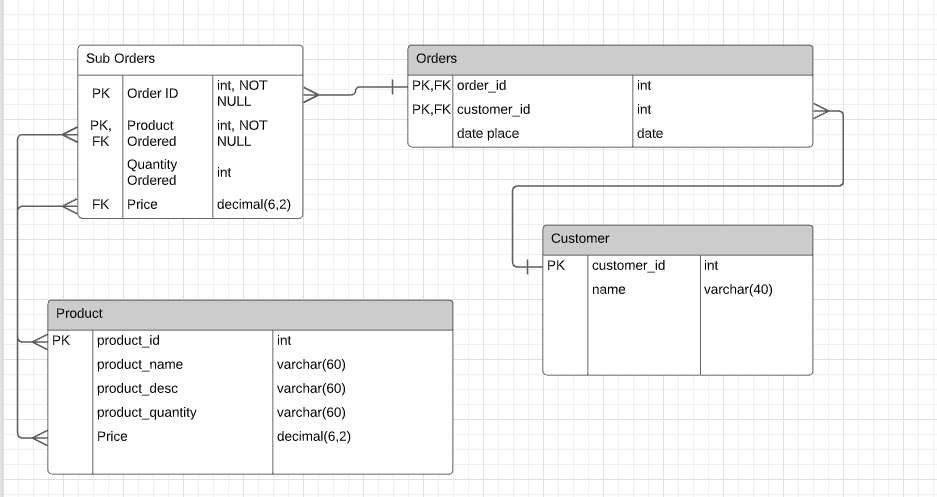 Sub Orders
PK Order ID int, NOT
NULL
PK, Product int, NOT
FK Ordered NULL
Quantity
Ordered int
FK Price decimal(6,2)
Orders
PK,FK order_id int
PK,FK customer_id int
date place date
Customer
PK customer_id int
name varchar(40)
Product
PK product_id int
product_name varchar(60)
product_desc varchar(60)
product_quantity varchar(60)
Price decimal(6,2)